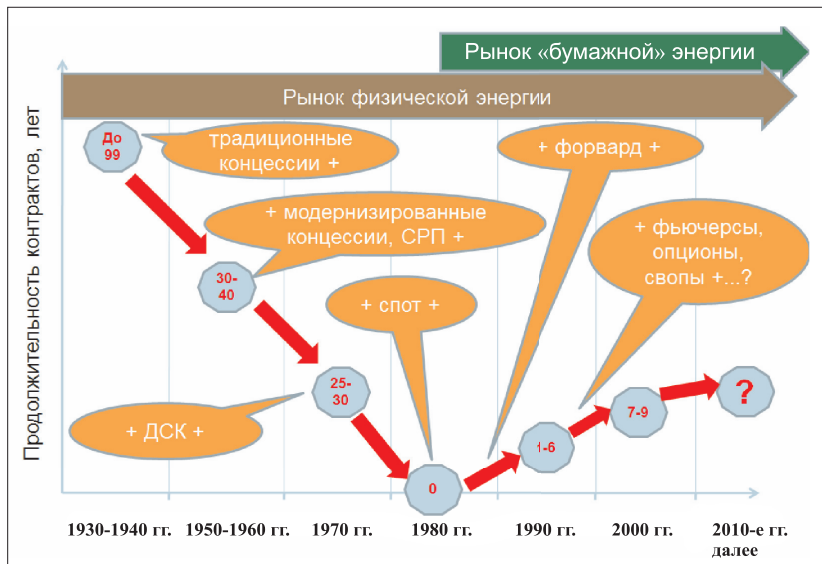 Рынок «бумажной» энергии
Рынок физической энергии
Продолжительность контрактов, лет
До
99
традиционные
концессии +
+ форвард +
+ модернизированные
концессии, СРП +
+ фьючерсы,
опционы,
свопы +...?
30-
40
+ спот +
25-
30
+ ДСК +
0
1-6
7-9
?
1930-1940 гг.
1950-1960 гг.
1970 гг.
1980 гг.
1990 гг.
2000 гг.
2010-е гг.
далее